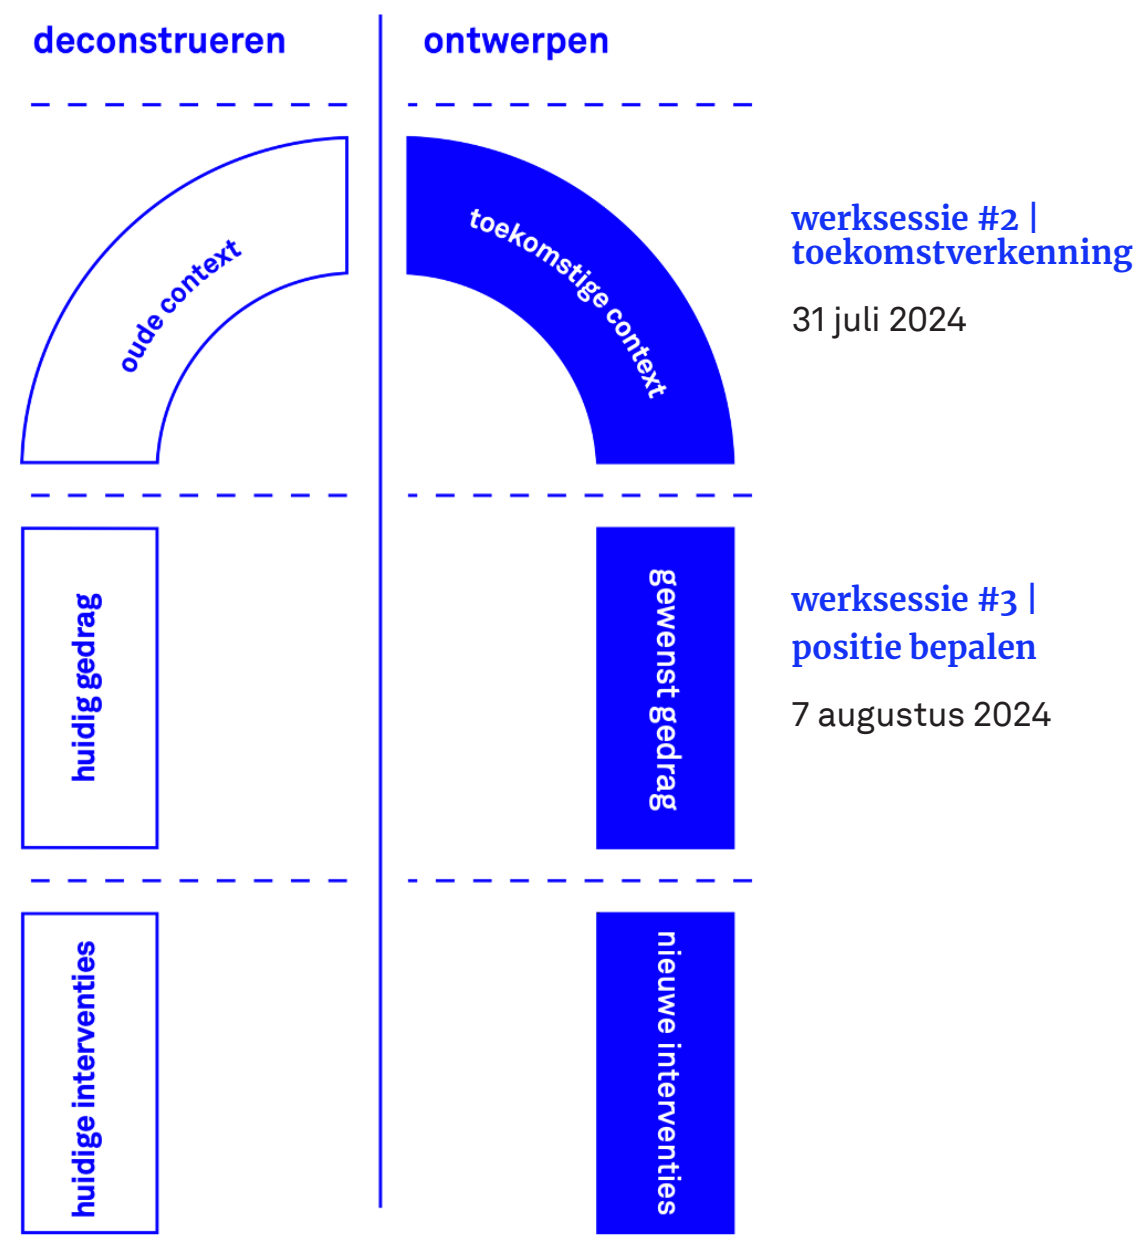 deconstrueren
ontwerpen
oude context
toekomstige context
werksessie #2 |
toekomstverkenning
31 juli 2024
huidig gedrag
gewenst gedrag
werksessie #3 |
positie bepalen
7 augustus 2024
huidige interventies
nieuwe interventies